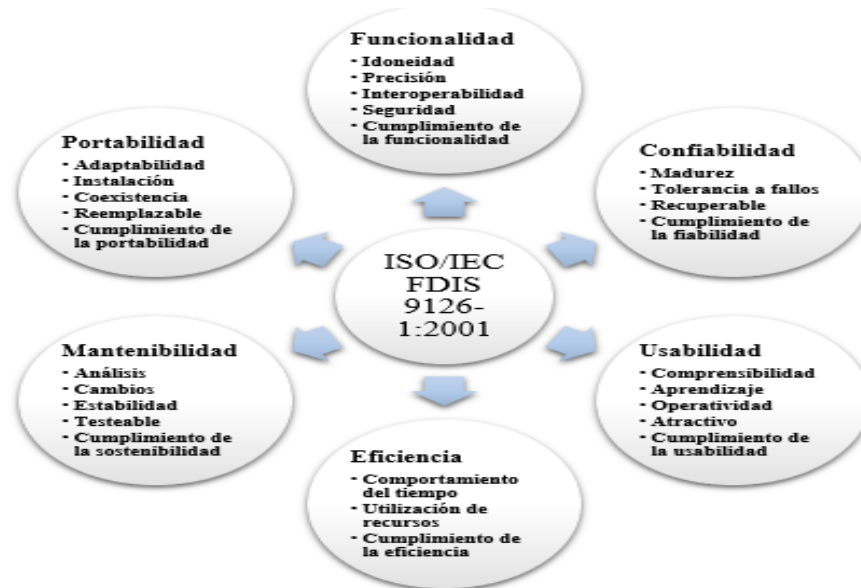 Funcionalidad
• Idoneidad
• Precisión
• Interoperabilidad
• Seguridad
• Cumplimiento de
la funcionalidad
Confiabilidad
• Madurez
• Tolerancia a fallos
• Recuperable
• Cumplimiento de
la fiabilidad
Usabilidad
• Comprensibilidad
• Aprendizaje
• Operatividad
• Atractivo
• Cumplimiento de
la usabilidad
Eficiencia
• Comportamiento
del tiempo
• Utilización de
recursos
• Cumplimiento de
la eficiencia
Mantenibilidad
• Análisis
• Cambios
• Estabilidad
• Testeable
• Cumplimiento de
la sostenibilidad
Portabilidad
• Adaptabilidad
• Instalación
• Coexistencia
• Reemplazable
• Cumplimiento de
la portabilidad
ISO/IEC
FDIS
9126-
1:2001